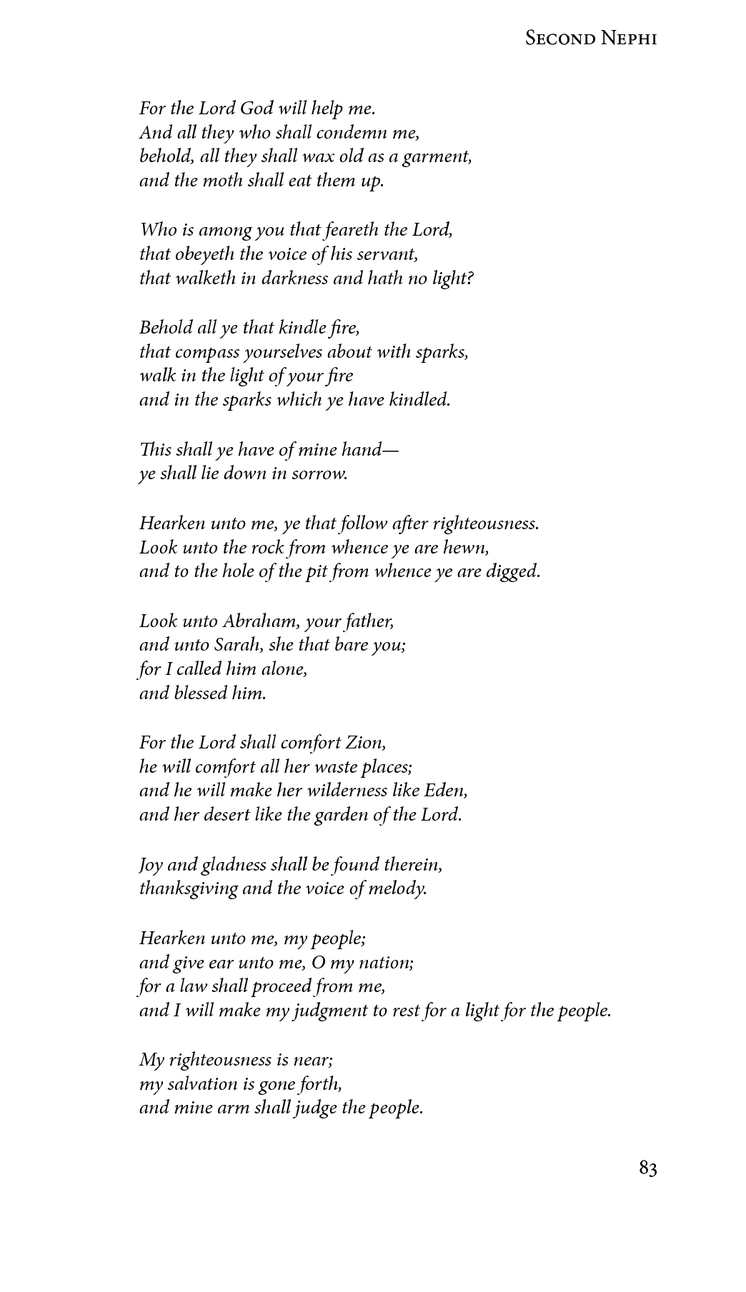 Second Nephi
For the Lord God will help me.
And all they who shall condemn me,
behold, all they shall wax old as a garment,
and the moth shall eat them up.
Who is among you that feareth the Lord,
that obeyeth the voice of his servant,
that walketh in darkness and hath no light?
Behold all ye that kindle fire,
that compass yourselves about with sparks,
walk in the light of your fire
and in the sparks which ye have kindled.
This shall ye have of mine hand—
ye shall lie down in sorrow.
Hearken unto me, ye that follow after righteousness.
Look unto the rock from whence ye are hewn,
and to the hole of the pit from whence ye are digged.
Look unto Abraham, your father,
and unto Sarah, she that bare you;
for I called him alone,
and blessed him.
For the Lord shall comfort Zion,
he will comfort all her waste places;
and he will make her wilderness like Eden,
and her desert like the garden of the Lord.
Joy and gladness shall be found therein,
thanksgiving and the voice of melody.
Hearken unto me, my people;
and give ear unto me, O my nation;
for a law shall proceed from me,
and I will make my judgment to rest for a light for the people.
My righteousness is near;
my salvation is gone forth,
and mine arm shall judge the people.
83